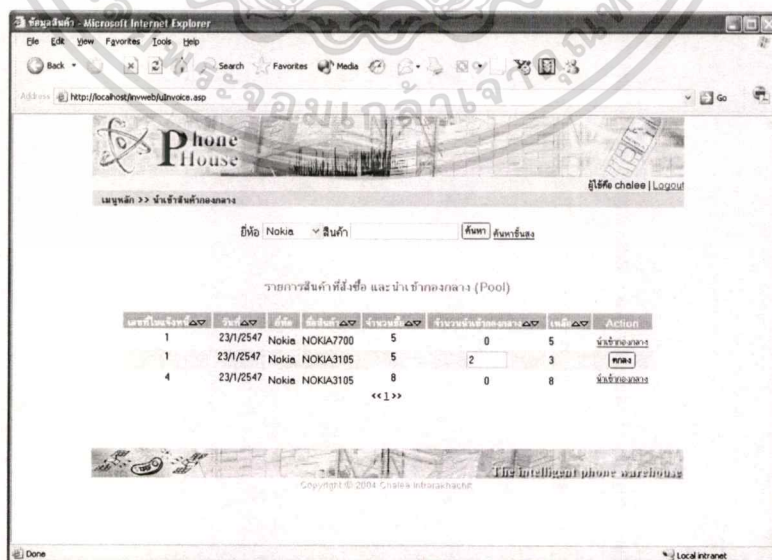 ข้อมูลสินค้า - Microsoft Internet Explorer
File Edit View Favorites Tools Help
Back Search Favorites Media
Address http://localhost/invweb/uInvoice.asp Go
Phone House
ผู้ใช้คือ chalee | Logout
เมนูหลัก >> นำเข้าสินค้ากองกลาง
ยี่ห้อ Nokia สินค้า ค้นหา ค้นหาขั้นสูง
รายการสินค้าที่สั่งซื้อ และนำเข้ากองกลาง (Pool)
เลขที่ใบแจ้งหนี้ วันที่ ยี่ห้อ ชื่อสินค้า จำนวนซื้อ จำนวนนำเข้ากองกลาง เหลือ Action
1 23/1/2547 Nokia NOKIA7700 5 0 5 นำเข้ากองกลาง
1 23/1/2547 Nokia NOKIA3105 5 2 3 ตกลง
4 23/1/2547 Nokia NOKIA3105 8 0 8 นำเข้ากองกลาง
<<1>>
The intelligent phone warehouse
Copyright © 2004 Chalee Intrarakhachit
Done Local intranet